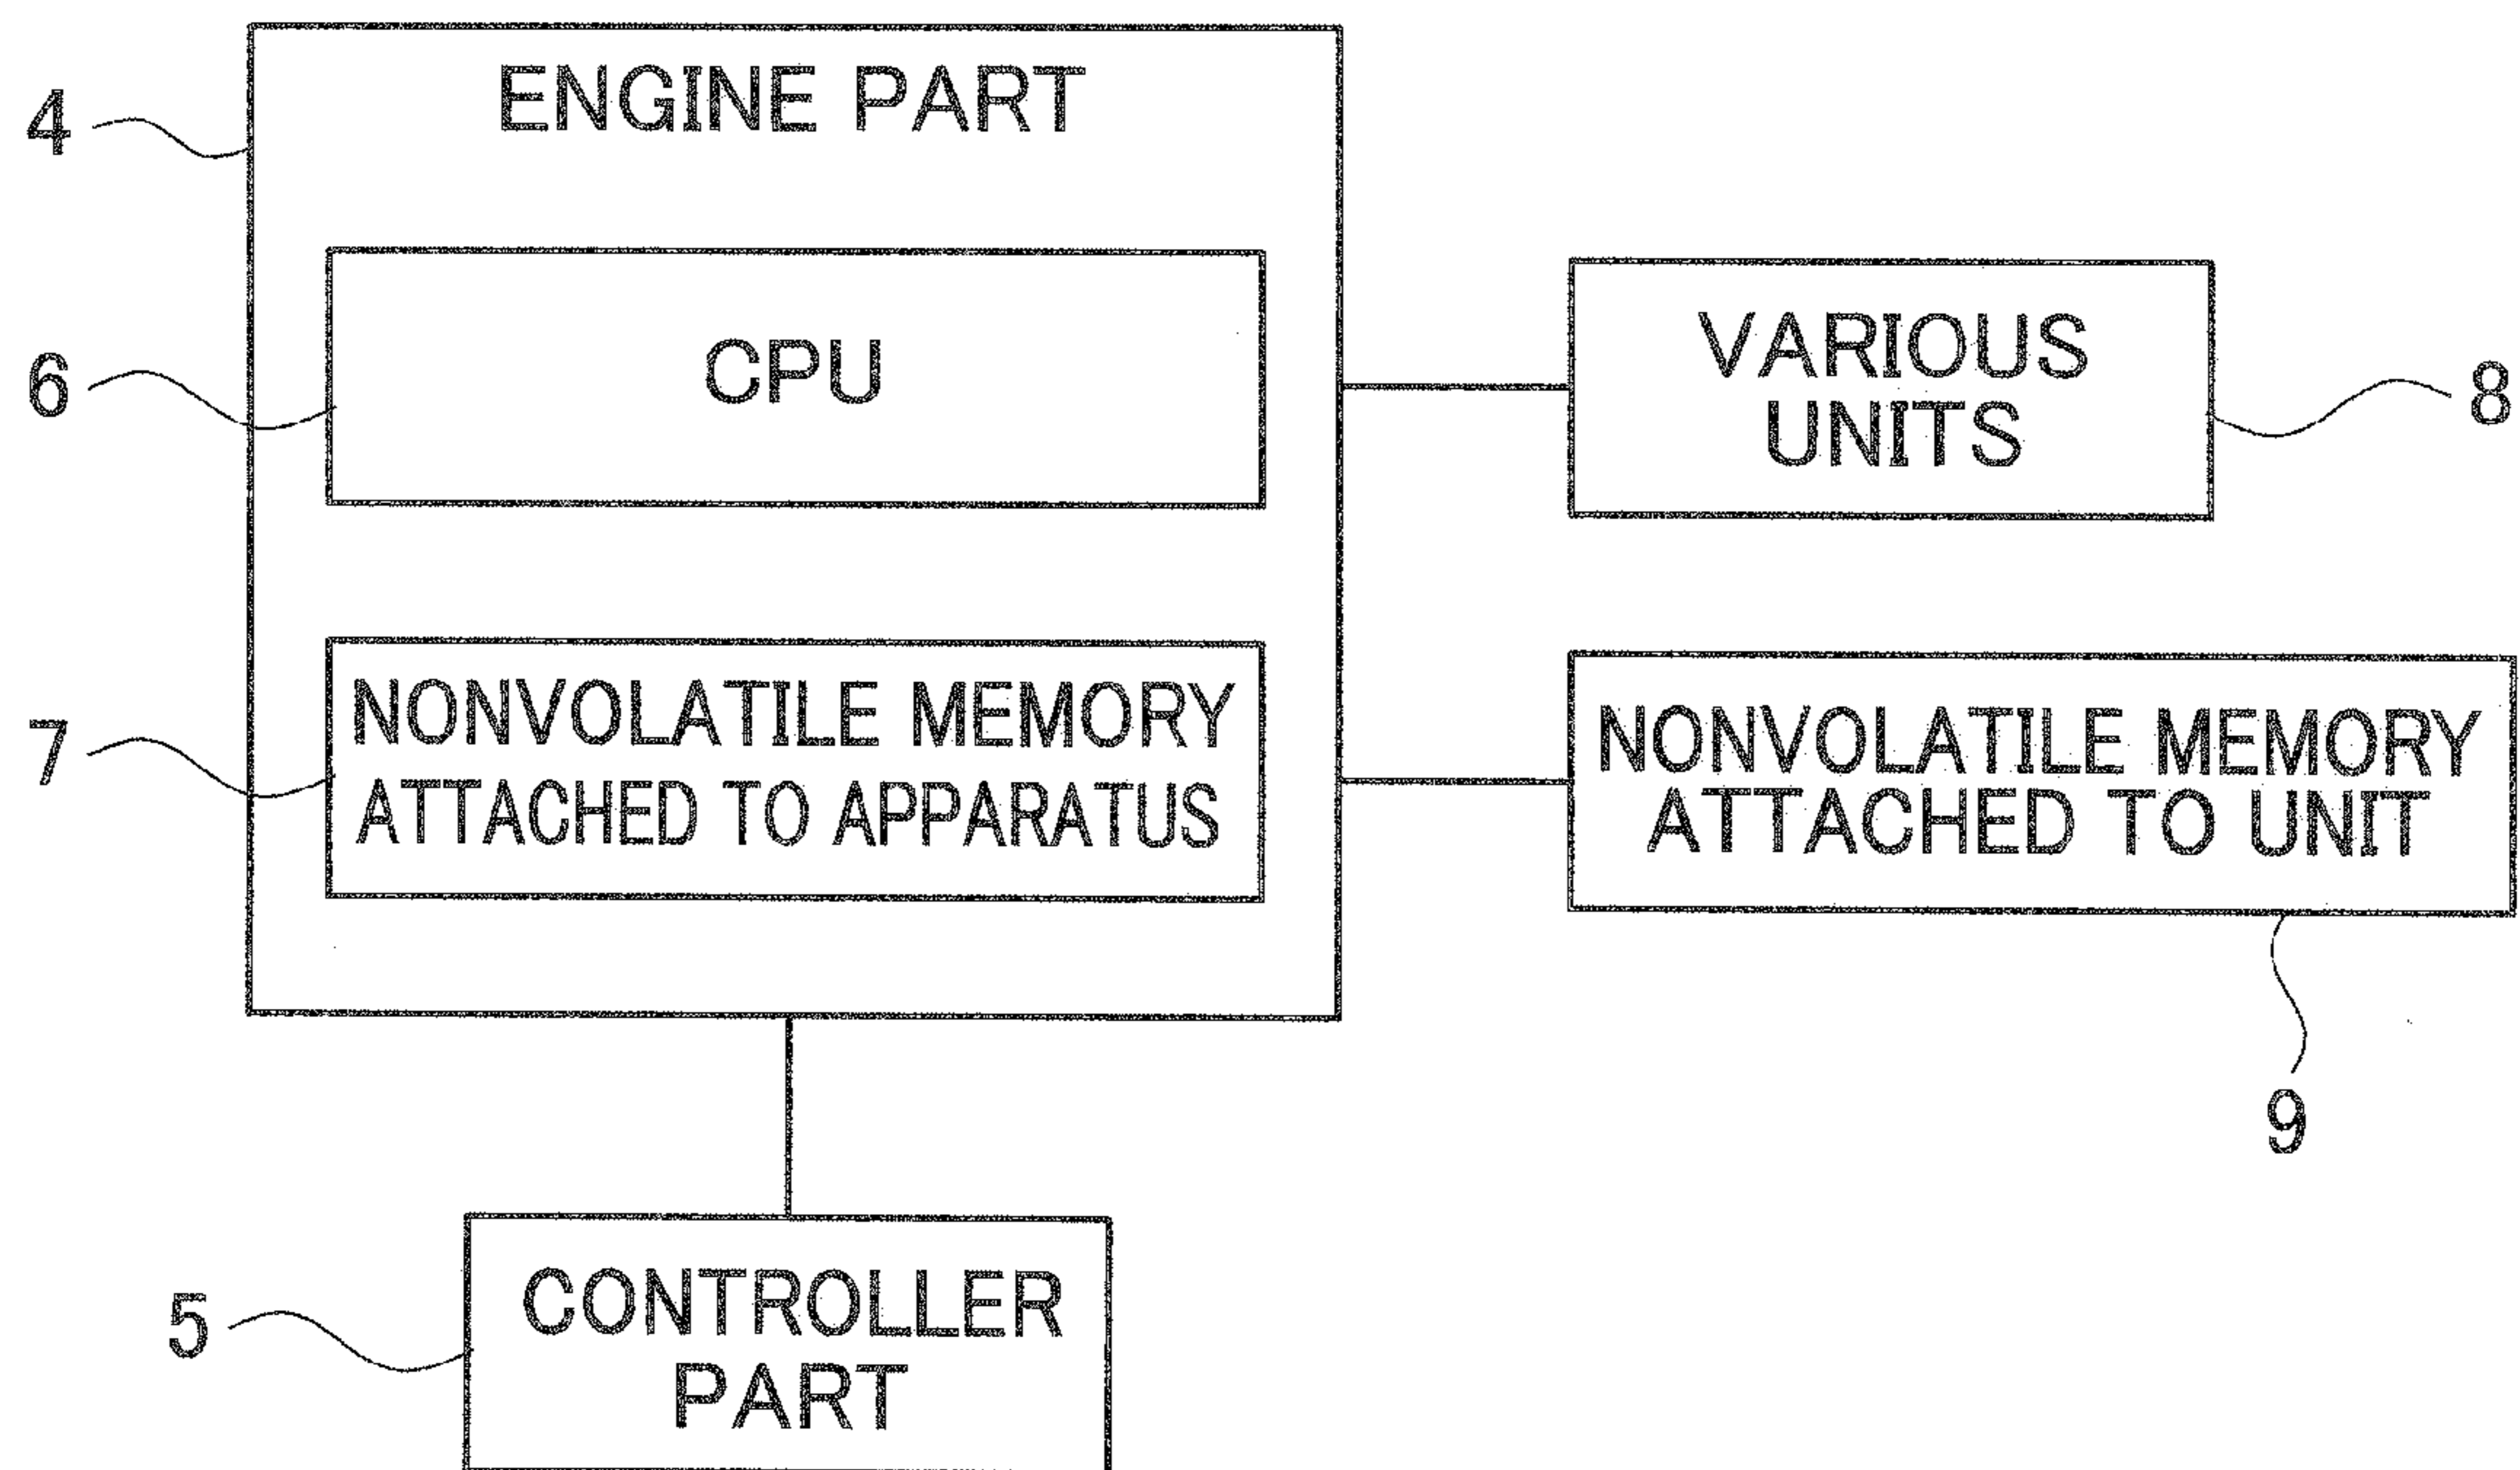 ENGINE PART
4
CPU
6
VARIOUS
UNITS
8
NONVOLATILE MEMORY
ATTACHED TO APPARATUS
7
NONVOLATILE MEMORY
ATTACHED TO UNIT
9
CONTROLLER
PART
5